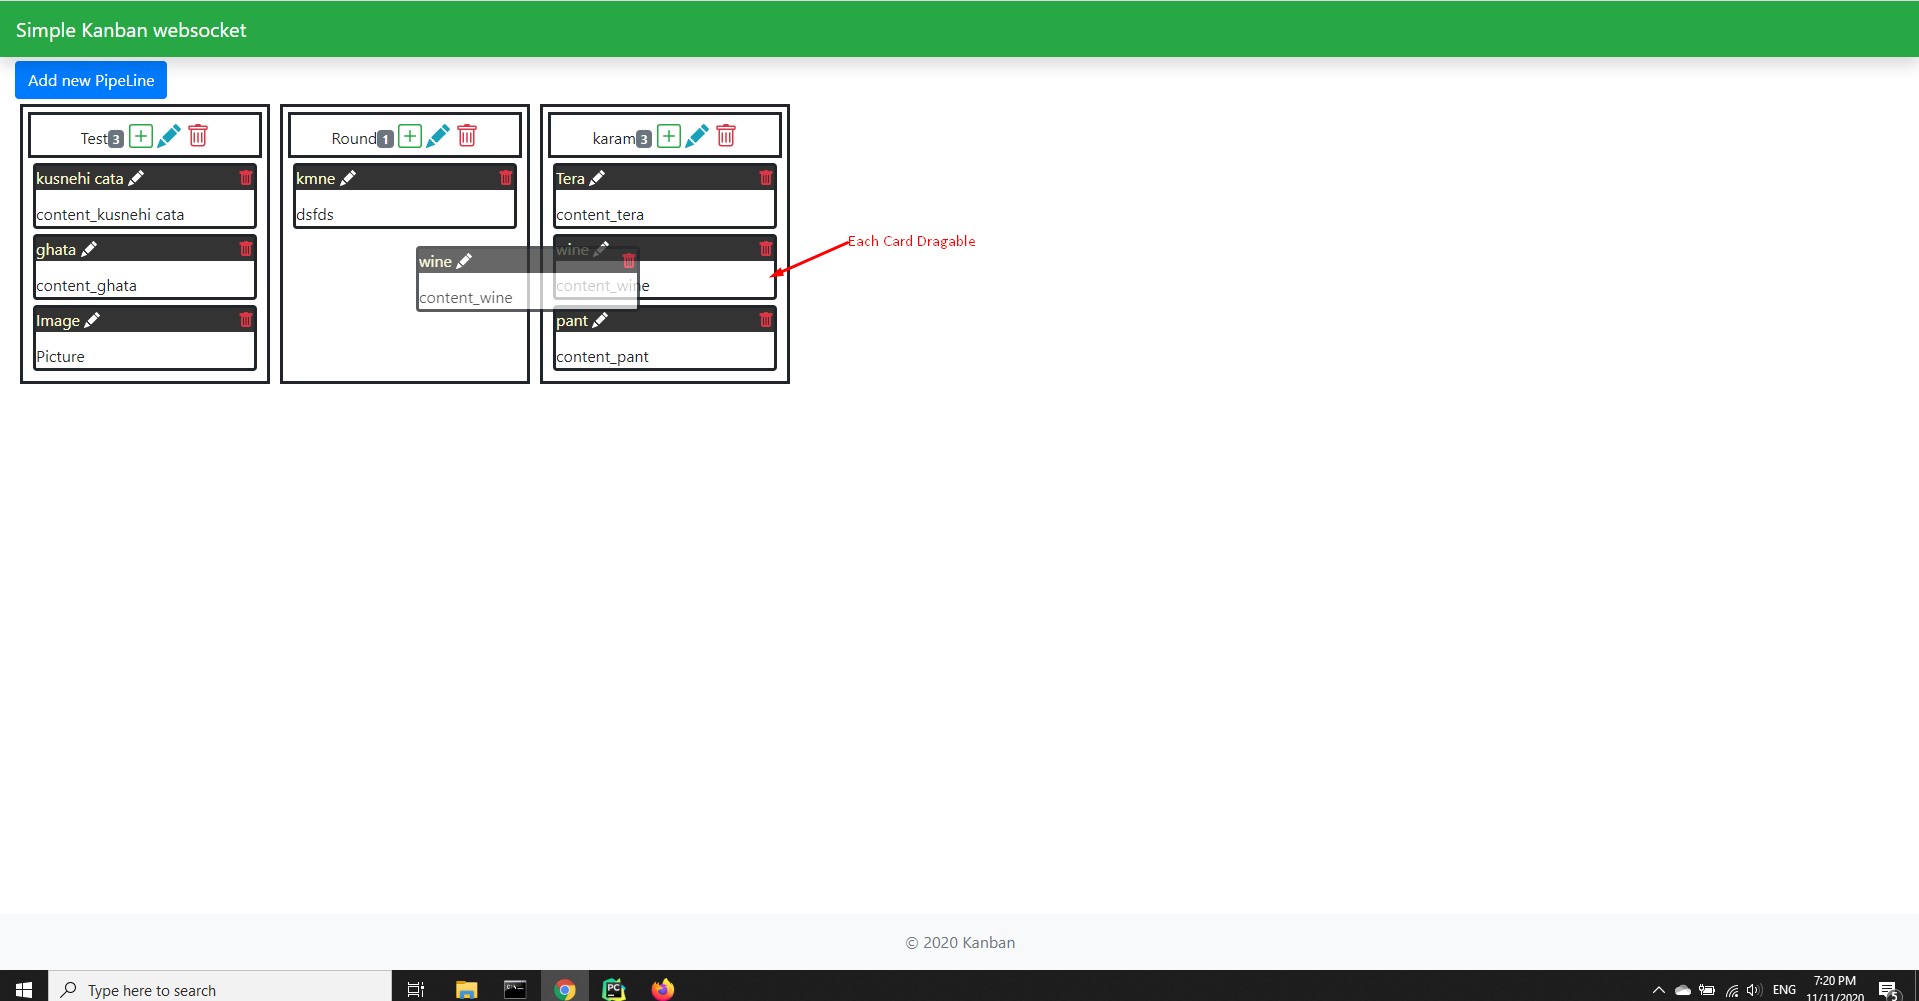 Simple Kanban websocket
Add new PipeLine
Test 3
kusnehi cata
content_kusnehi cata
ghata
content_ghata
Image
Picture
Round 1
kmne
dsfds
wine
content_wine
karam 3
Tera
content_tera
wine
content_wine
pant
content_pant
Each Card Dragable
© 2020 Kanban
Type here to search
PC
ENG
7:20 PM
11/11/2020
5